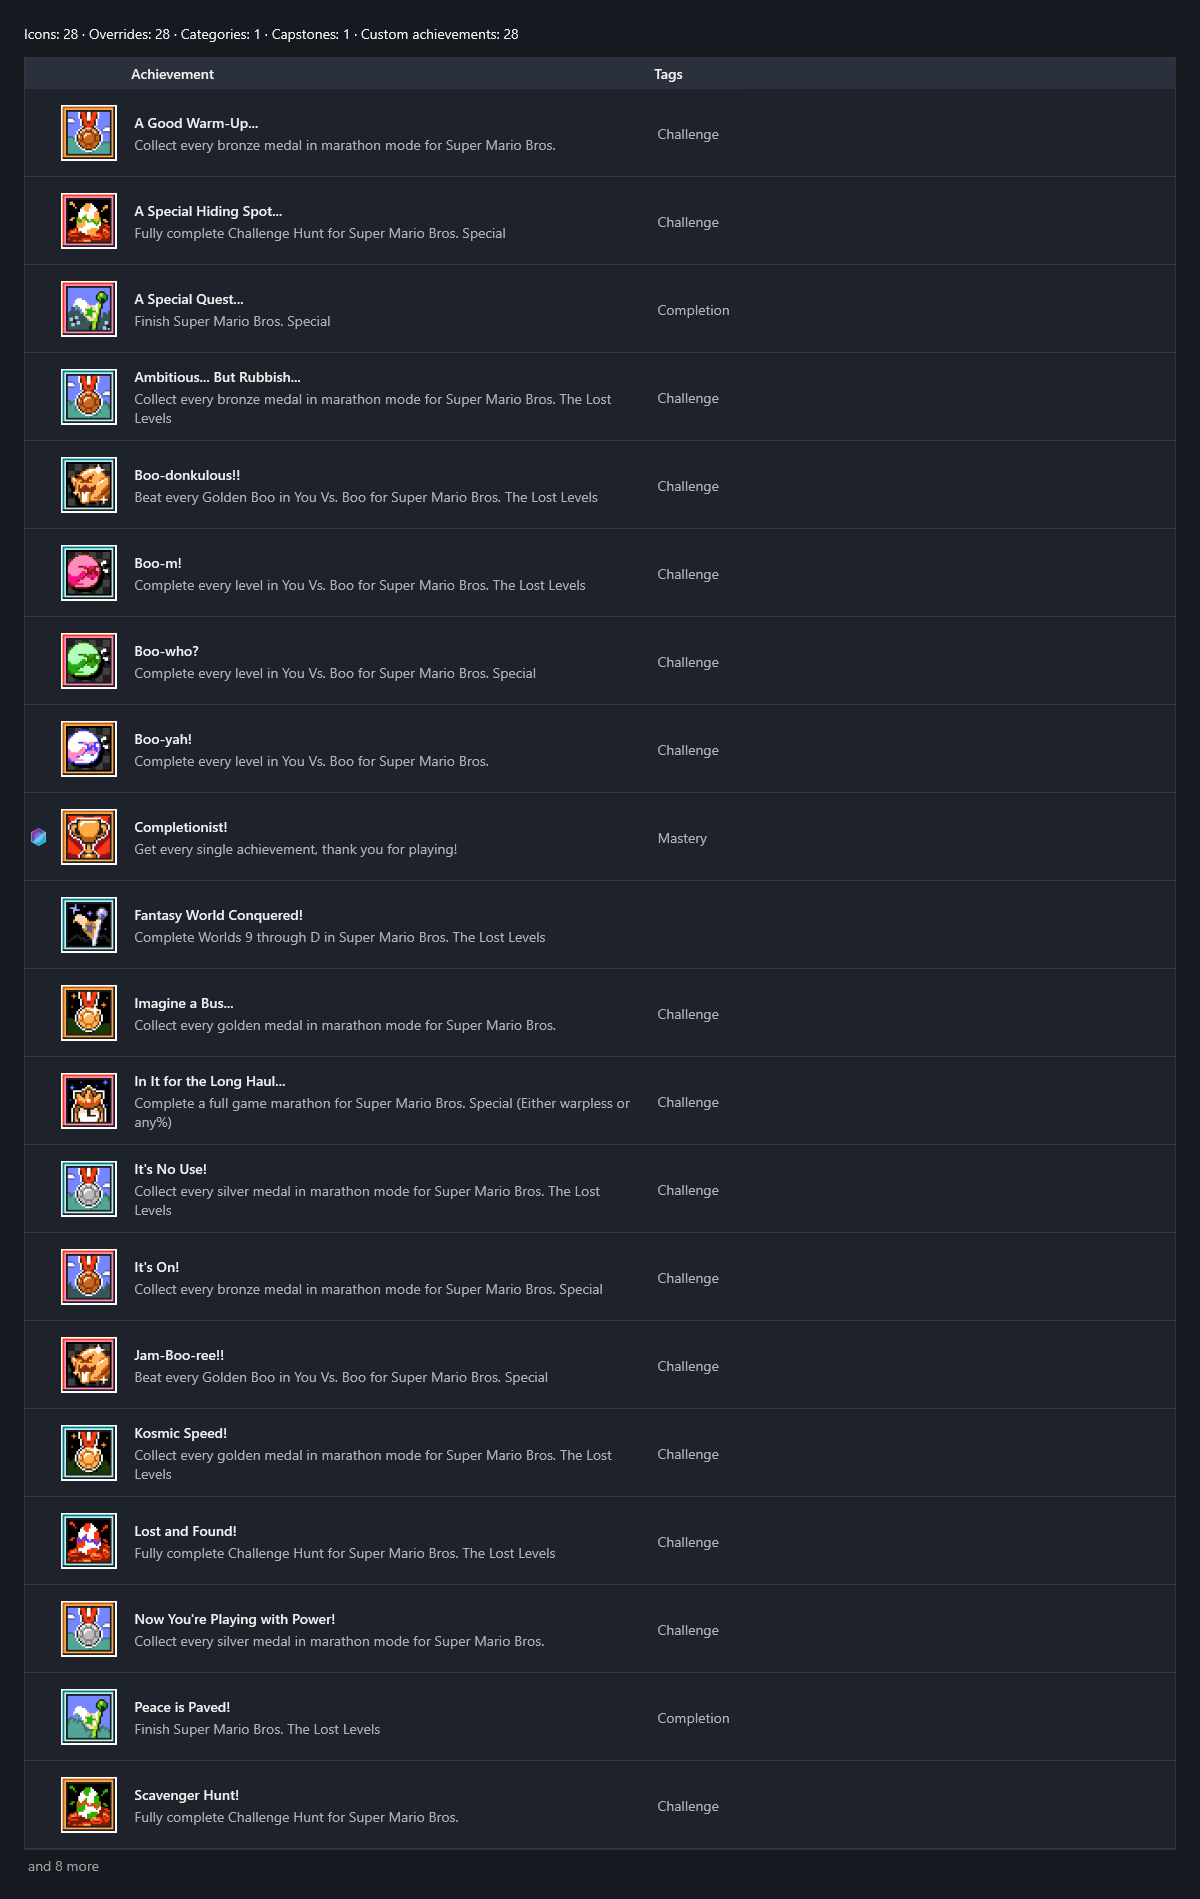 Icons: 28 · Overrides: 28 · Categories: 1 · Capstones: 1 · Custom achievements: 28
Achievement Tags
A Good Warm-Up...
Collect every bronze medal in marathon mode for Super Mario Bros.
Challenge
A Special Hiding Spot...
Fully complete Challenge Hunt for Super Mario Bros. Special
Challenge
A Special Quest...
Finish Super Mario Bros. Special
Completion
Ambitious... But Rubbish...
Collect every bronze medal in marathon mode for Super Mario Bros. The Lost
Levels
Challenge
Boo-donkulous!!
Beat every Golden Boo in You Vs. Boo for Super Mario Bros. The Lost Levels
Challenge
Boo-m!
Complete every level in You Vs. Boo for Super Mario Bros. The Lost Levels
Challenge
Boo-who?
Complete every level in You Vs. Boo for Super Mario Bros. Special
Challenge
Boo-yah!
Complete every level in You Vs. Boo for Super Mario Bros.
Challenge
Completionist!
Get every single achievement, thank you for playing!
Mastery
Fantasy World Conquered!
Complete Worlds 9 through D in Super Mario Bros. The Lost Levels
Imagine a Bus...
Collect every golden medal in marathon mode for Super Mario Bros.
Challenge
In It for the Long Haul...
Complete a full game marathon for Super Mario Bros. Special (Either warpless or
any%)
Challenge
It's No Use!
Collect every silver medal in marathon mode for Super Mario Bros. The Lost
Levels
Challenge
It's On!
Collect every bronze medal in marathon mode for Super Mario Bros. Special
Challenge
Jam-Boo-ree!!
Beat every Golden Boo in You Vs. Boo for Super Mario Bros. Special
Challenge
Kosmic Speed!
Collect every golden medal in marathon mode for Super Mario Bros. The Lost
Levels
Challenge
Lost and Found!
Fully complete Challenge Hunt for Super Mario Bros. The Lost Levels
Challenge
Now You're Playing with Power!
Collect every silver medal in marathon mode for Super Mario Bros.
Challenge
Peace is Paved!
Finish Super Mario Bros. The Lost Levels
Completion
Scavenger Hunt!
Fully complete Challenge Hunt for Super Mario Bros.
Challenge
and 8 more